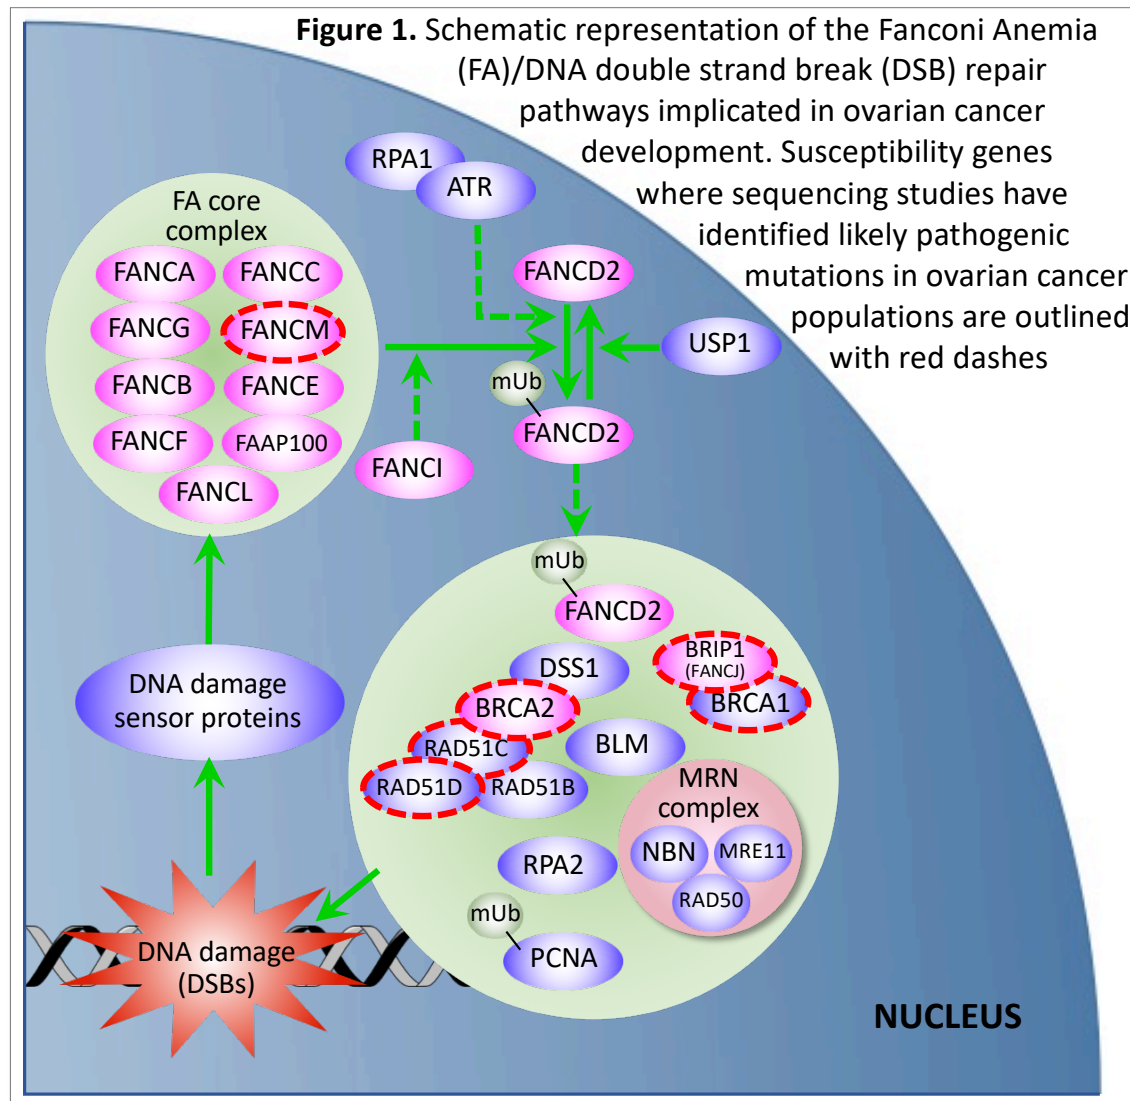 Figure 1. Schematic representation of the Fanconi Anemia
(FA)/DNA double strand break (DSB) repair
pathways implicated in ovarian cancer
development. Susceptibility genes
where sequencing studies have
identified likely pathogenic
mutations in ovarian cancer
populations are outlined
with red dashes
RPA1
ATR
FA core
complex
FANCA
FANCC
FANCG
FANCM
FANCB
FANCE
FANCF
FAAP100
FANCL
FANCD2
USP1
mUb
FANCD2
FANCI
mUb
FANCD2
DSS1
BRIP1
(FANCJ)
BRCA1
BRCA2
RAD51C
BLM
RAD51D
RAD51B
MRN
complex
NBN
MRE11
RAD50
RPA2
mUb
PCNA
DNA damage
sensor proteins
DNA damage
(DSBs)
NUCLEUS